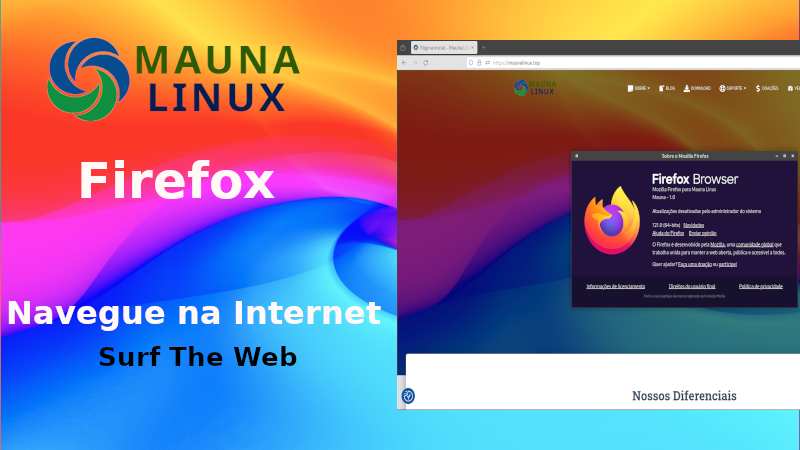 MAUNA
LINUX
Firefox
Navegue na Internet
Surf The Web
Página inicial - Mauna Li
https://maunalinux.top
MAUNA
LINUX
SOBRE
BLOG
DOWNLOAD
SUPORTE
DOAÇÕES
Sobre o Mozilla Firefox
Firefox Browser
Mozilla Firefox para Mauna Linux
Mauna - 1.0
Atualizações desativadas pelo administrador do sistema
121.0 (64-bits) Novidades
Ajuda do Firefox Enviar opinião
O Firefox é desenvolvido pela Mozilla, uma comunidade global que
trabalha unida para manter a web aberta, pública e acessível a todos.
Quer ajudar? Faça uma doação ou participe!
Informações de licenciamento Direitos do usuário final Política de privacidade
Nossos Diferenciais